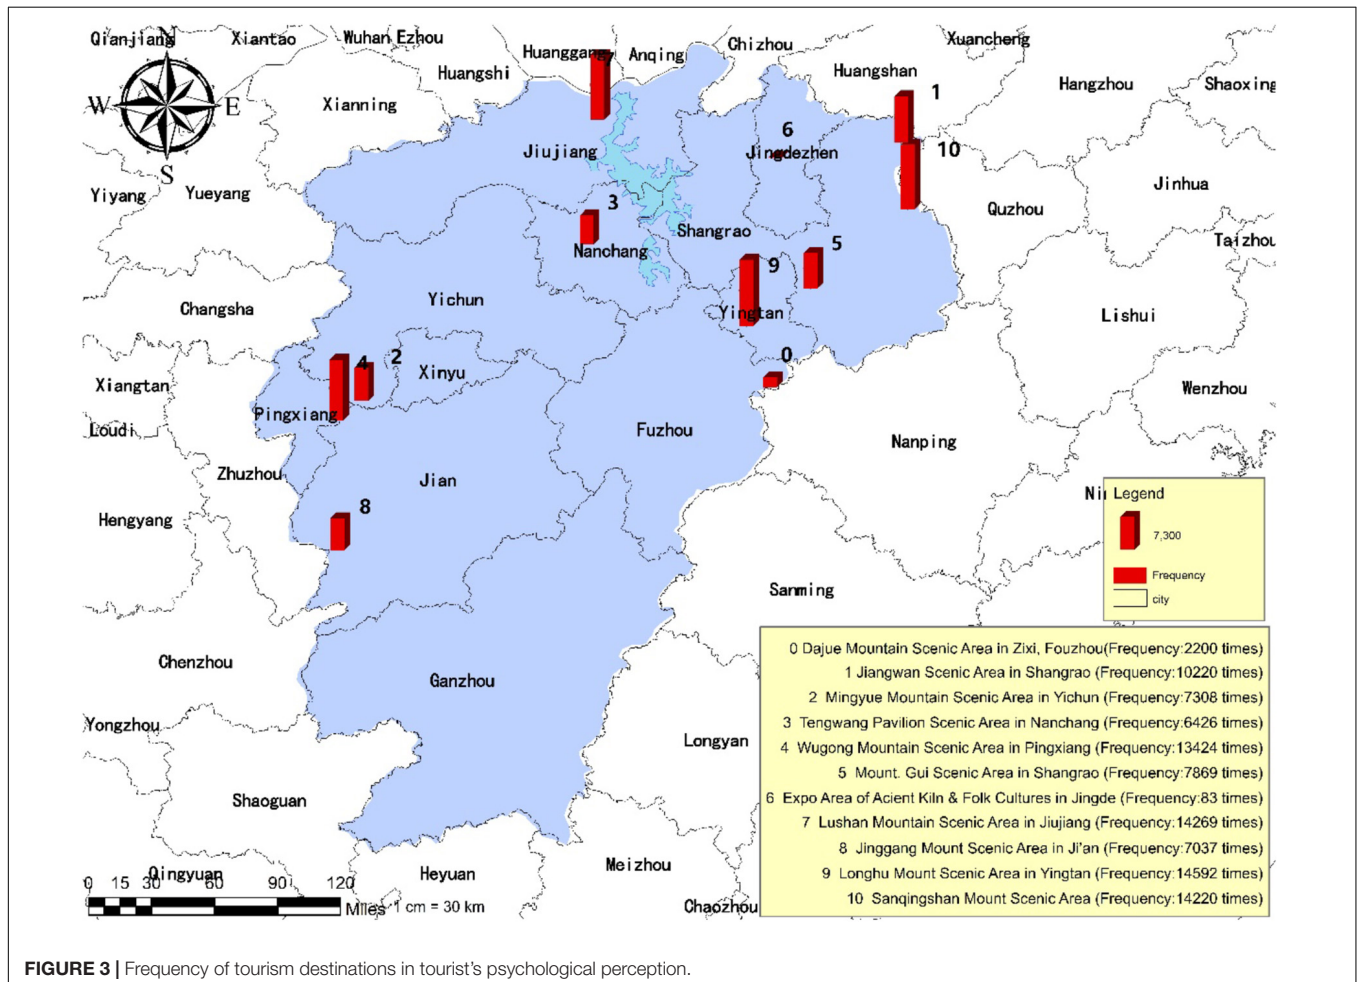 N
Qianjiang
Xiantao
Wuhan Ezhou
Huanggang
7
Anqing
Chizhou
Xuancheng
Huangshi
Huangshan
Hangzhou
Shaoxing
W
E
Xianning
1
6
Jiujiang
Jingdezhen
10
S
Yiyang
Yueyang
Jinhua
3
Quzhou
Shangrao
5
Taizhou
Nanchang
9
Yichun
Changsha
Yingtan
Lishui
4
2
0
Xinyu
Xiangtan
Wenzhou
Pingxiang
Loudi
Fuzhou
Nanping
Zhuzhou
Jian
8
Hengyang
Legend
7,300
Frequency
city
Sanming
Chenzhou
Ganzhou
Yongzhou
Longyan
Shaoguan
Meizhou
Qingyuan
Heyuan
Chaozhou
0 15 30 60 90 120
Miles 1 cm = 30 km
0 Dajue Mountain Scenic Area in Zixi, Fouzhou(Frequency:2200 times)
1 Jiangwan Scenic Area in Shangrao (Frequency:10220 times)
2 Mingyue Mountain Scenic Area in Yichun (Frequency:7308 times)
3 Tengwang Pavilion Scenic Area in Nanchang (Frequency:6426 times)
4 Wugong Mountain Scenic Area in Pingxiang (Frequency:13424 times)
5 Mount. Gui Scenic Area in Shangrao (Frequency:7869 times)
6 Expo Area of Acient Kiln & Folk Cultures in Jingde (Frequency:83 times)
7 Lushan Mountain Scenic Area in Jiujiang (Frequency:14269 times)
8 Jinggang Mount Scenic Area in Ji'an (Frequency:7037 times)
9 Longhu Mount Scenic Area in Yingtan (Frequency:14592 times)
10 Sanqingshan Mount Scenic Area (Frequency:14220 times)
FIGURE 3 | Frequency of tourism destinations in tourist's psychological perception.